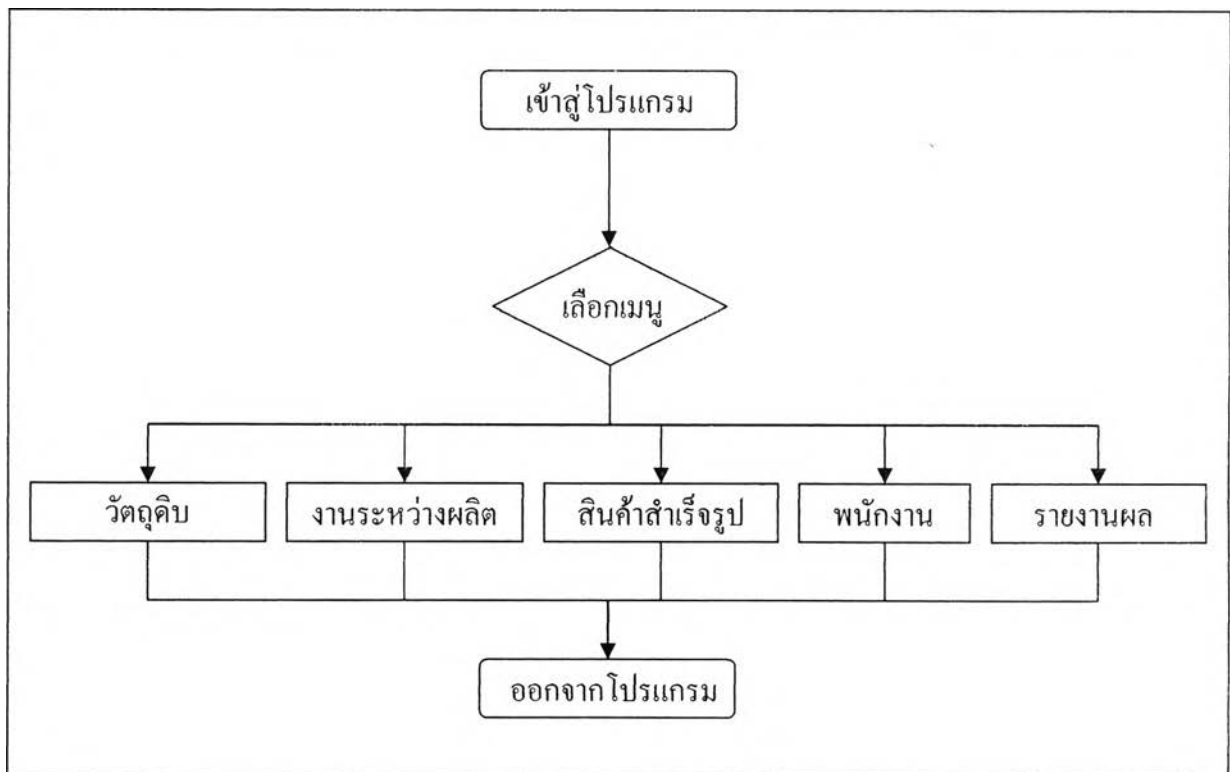 เข้าสู่โปรแกรม
เลือกเมนู
วัตถุดิบ
งานระหว่างผลิต
สินค้าสำเร็จรูป
พนักงาน
รายงานผล
ออกจากโปรแกรม